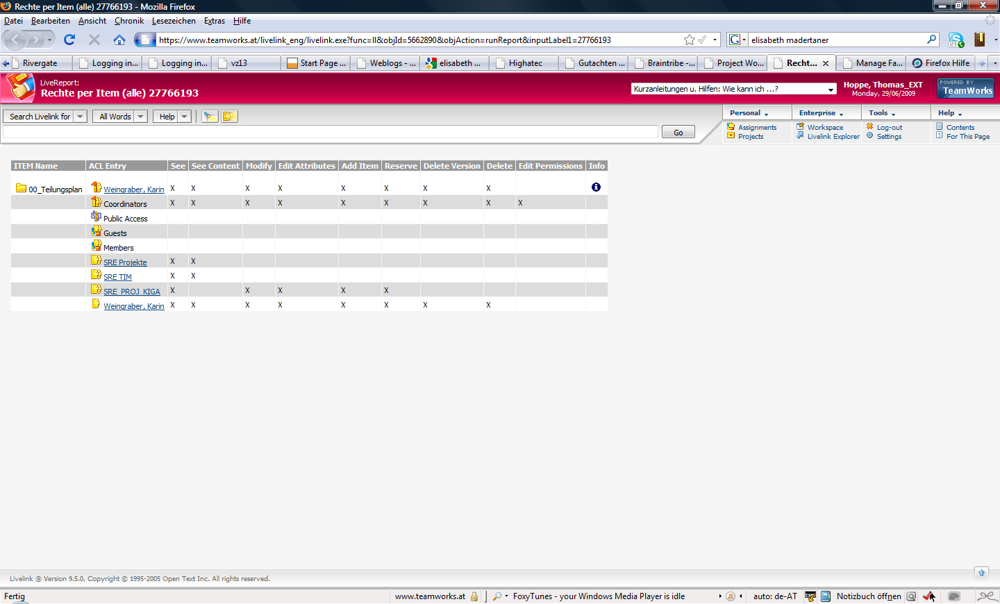 Rechte per Item (alle) 27766193 - Mozilla Firefox
Datei Bearbeiten Ansicht Chronik Lesezeichen Extras Hilfe
https://www.teamworks.at/livelink_eng/livelink.exe?func=ll&objId=5662890&objAction=runReport&inputLabel1=27766193
G elisabeth madertaner
Rivergate Logging in... Logging in... vz13 Start Page ... Weblogs - ... elisabeth ... Highatec Gutachten ... Braintribe -... Project Wo... Recht... Manage Fa... Firefox Hilfe
LiveReport:
Rechte per Item (alle) 27766193
Kurzanleitungen u. Hilfen: Wie kann ich ...?
Hoppe, Thomas_EXT
Monday, 29/06/2009
POWERED BY
TeamWorks
Search Livelink for All Words Help
Go
Personal Enterprise Tools Help
Assignments Workspace Log-out Contents
Projects Livelink Explorer Settings For This Page
ITEM Name ACL Entry See See Content Modify Edit Attributes Add Item Reserve Delete Version Delete Edit Permissions Info
00_Teilungsplan Weingraber, Karin X X X X X X X X i
Coordinators X X X X X X X X X
Public Access
Guests
Members
SRE Projekte X X
SRE TIM X X
SRE_PROJ_KIGA X X X X X
Weingraber, Karin X X X X X X X X
Livelink ® Version 9.5.0, Copyright © 1995-2005 Open Text Inc. All rights reserved.
Fertig www.teamworks.at FoxyTunes - your Windows Media Player is idle auto: de-AT Notizbuch öffnen